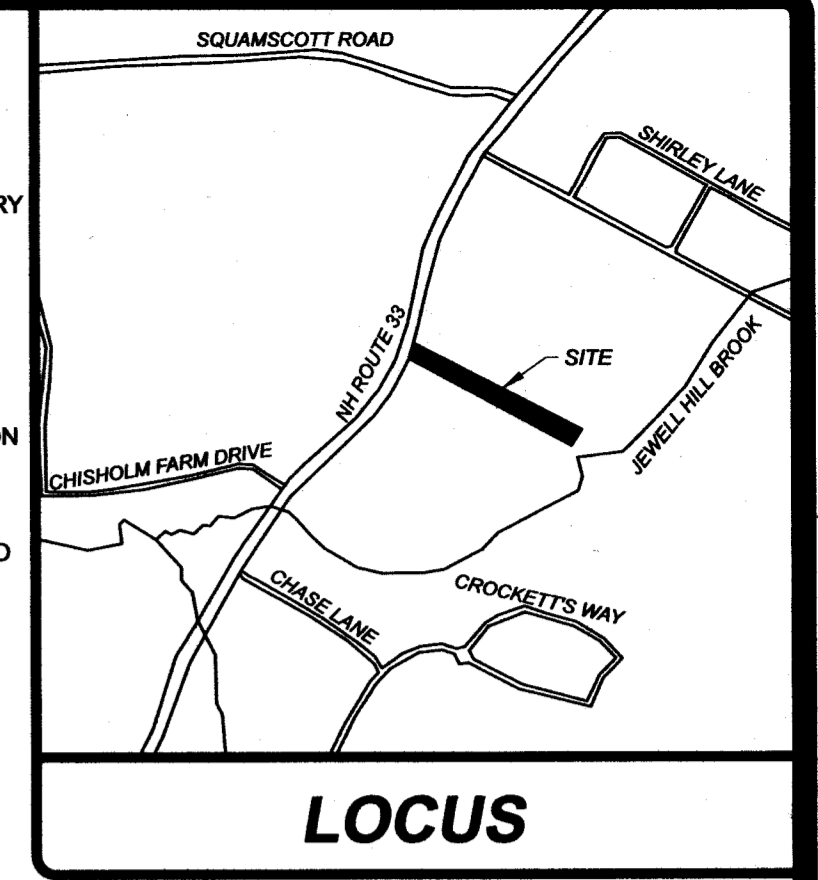 SQUAMSCOTT ROAD
SHIRLEY LANE
RY
NH ROUTE 33
SITE
JEWELL HILL BROOK
ON
CHISHOLM FARM DRIVE
CHASE LANE
CROCKETT'S WAY
LOCUS